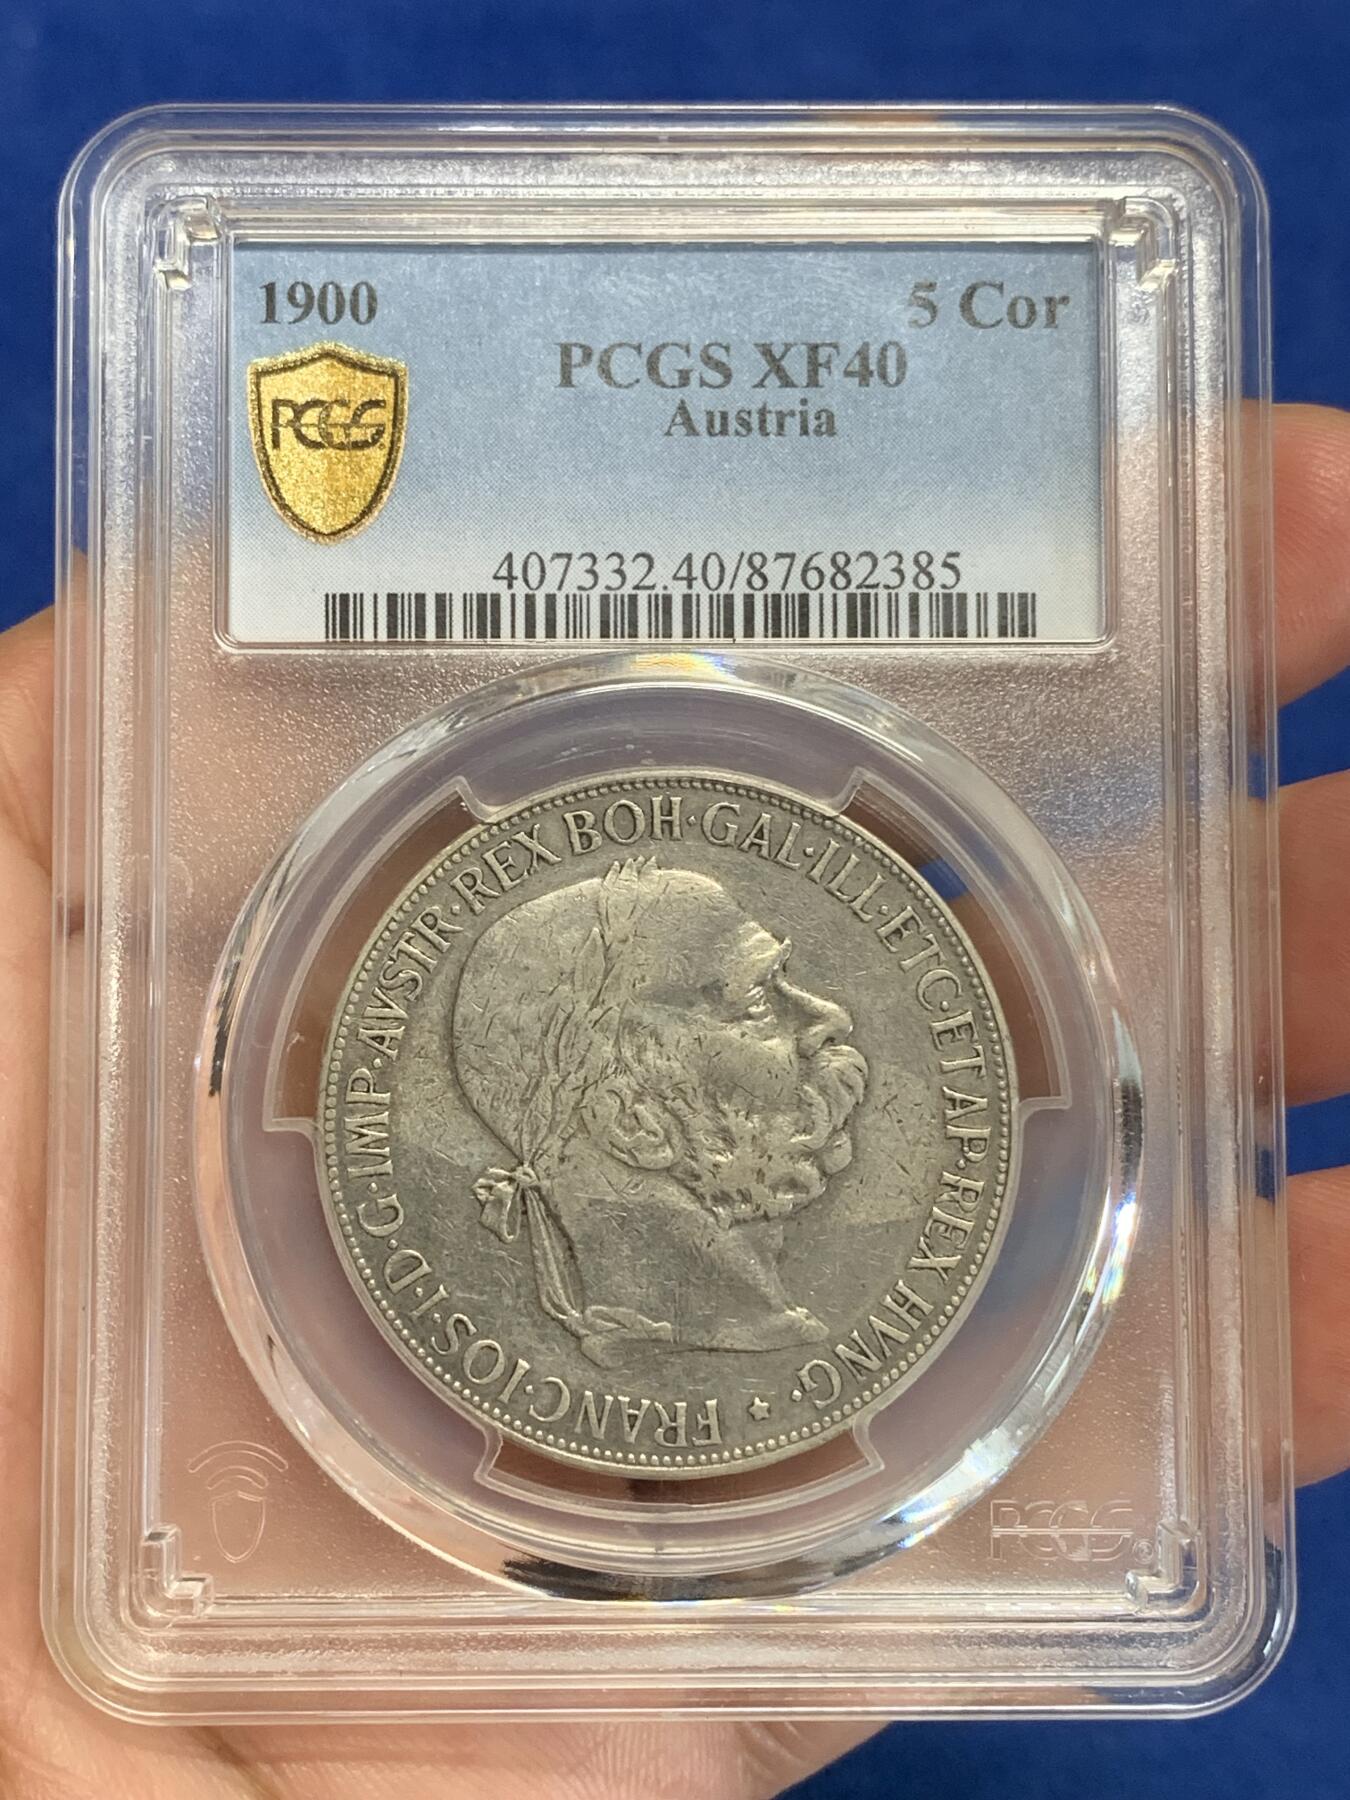 1900
5 Cor
PCGS XF40
Austria
PCGS
407332.40/87682385
FRANC·IOS·I·D·G·IMP·AVSTR·REX BOH·GAL·ILL·ETC·ET AP·REX HVNG·
PCGS